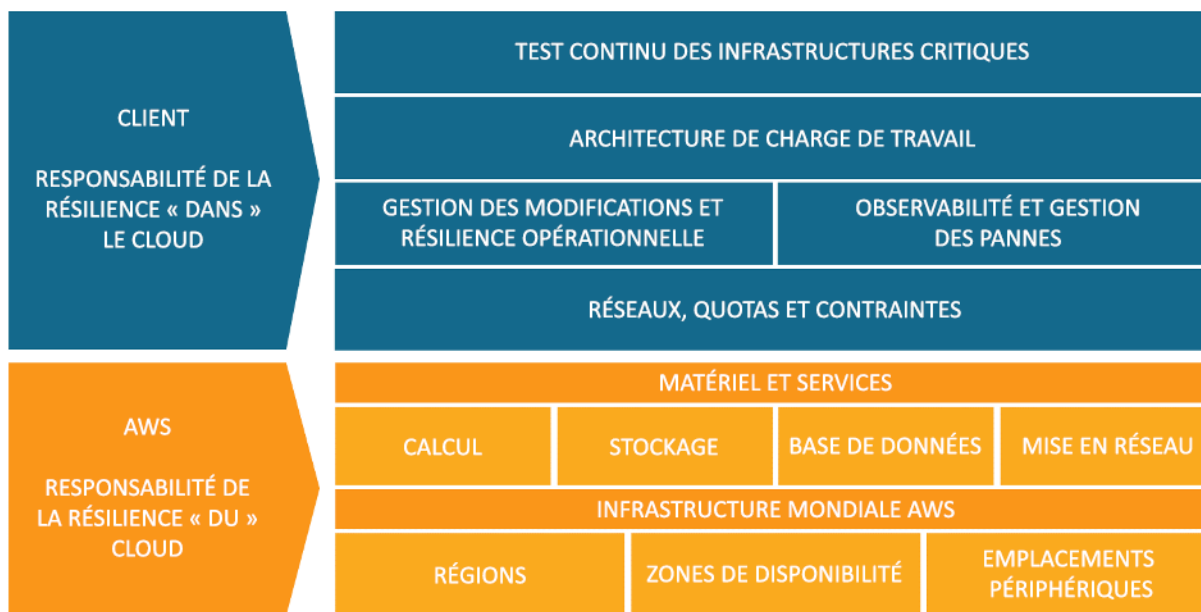 CLIENT
RESPONSABILITÉ DE LA
RÉSILIENCE « DANS »
LE CLOUD
TEST CONTINU DES INFRASTRUCTURES CRITIQUES
ARCHITECTURE DE CHARGE DE TRAVAIL
GESTION DES MODIFICATIONS ET
RÉSILIENCE OPÉRATIONNELLE
OBSERVABILITÉ ET GESTION
DES PANNES
RÉSEAUX, QUOTAS ET CONTRAINTES
AWS
RESPONSABILITÉ DE
LA RÉSILIENCE « DU »
CLOUD
MATÉRIEL ET SERVICES
CALCUL
STOCKAGE
BASE DE DONNÉES
MISE EN RÉSEAU
INFRASTRUCTURE MONDIALE AWS
RÉGIONS
ZONES DE DISPONIBILITÉ
EMPLACEMENTS
PÉRIPHÉRIQUES